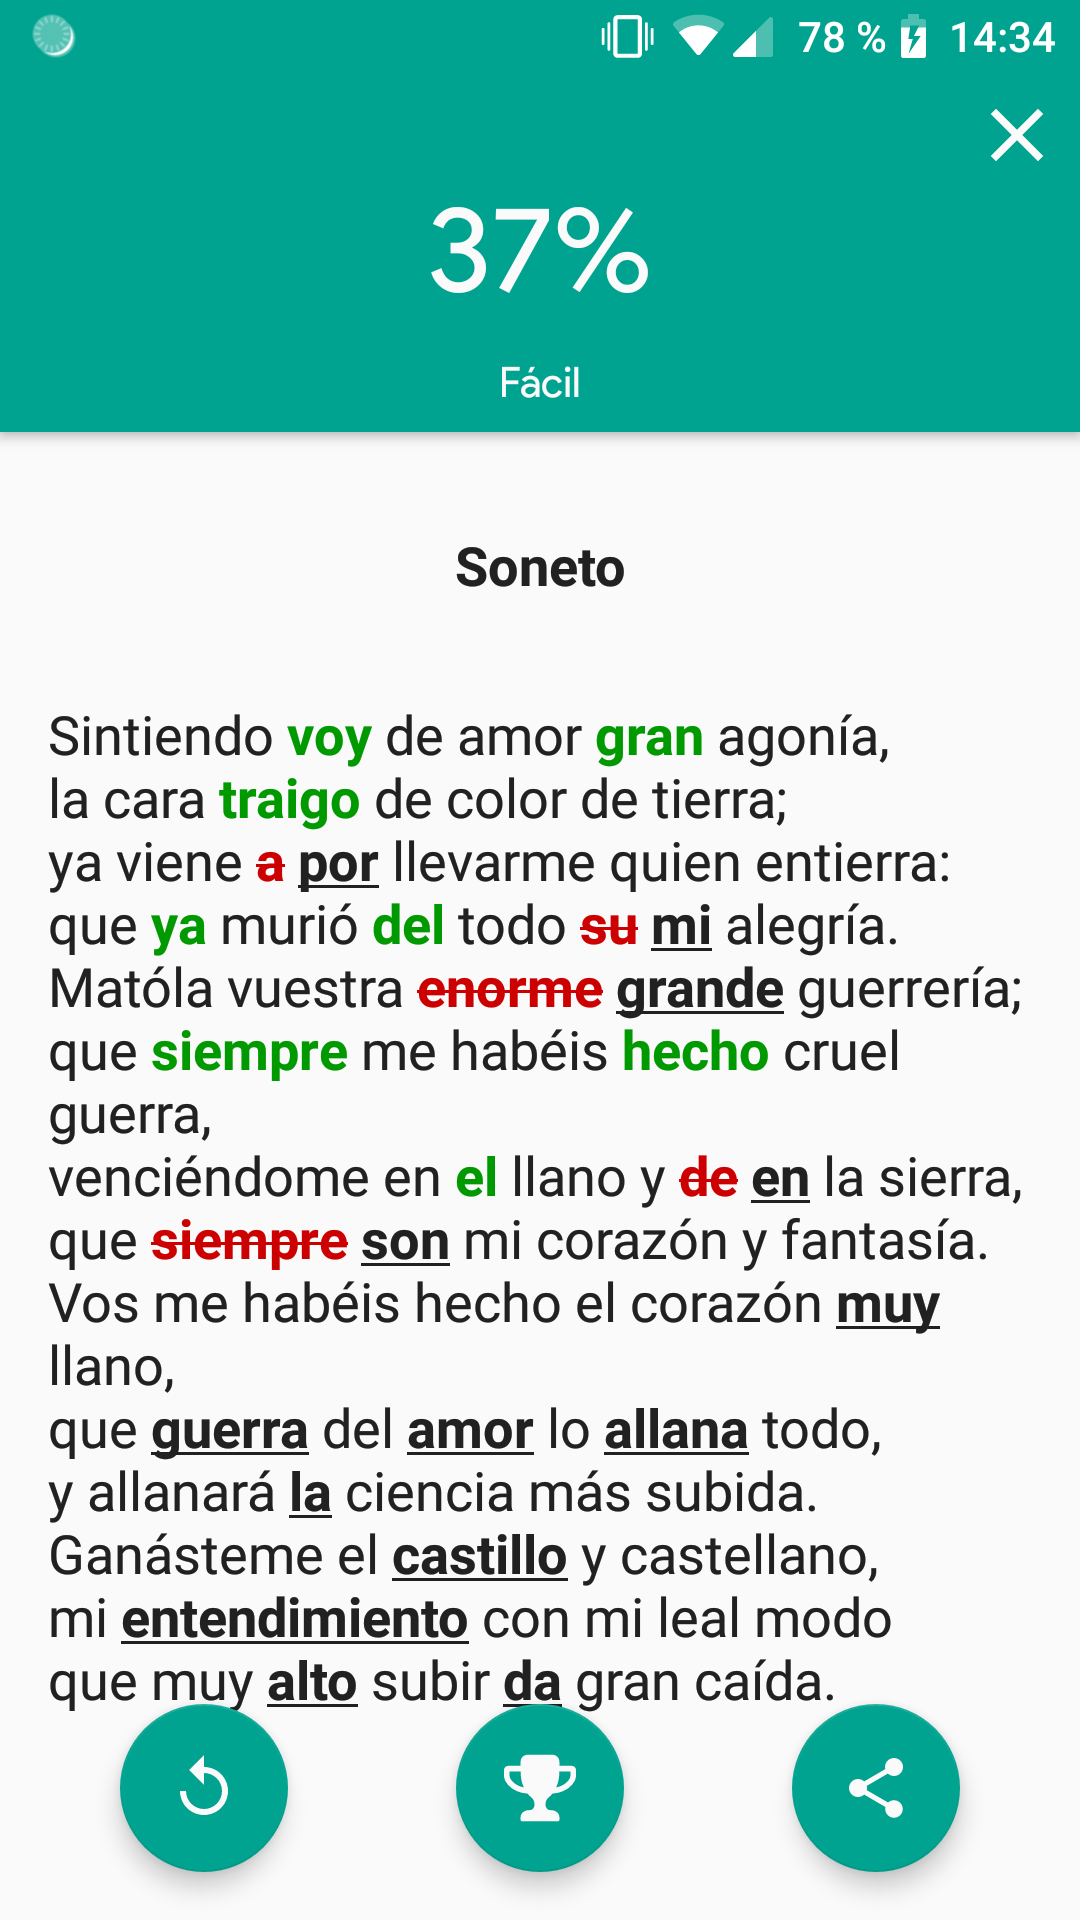 78 % 14:34
37%
Fácil
Soneto
Sintiendo voy de amor gran agonía,
la cara traigo de color de tierra;
ya viene a por llevarme quien entierra:
que ya murió del todo su mi alegría.
Matóla vuestra enorme grande guerrería;
que siempre me habéis hecho cruel
guerra,
venciéndome en el llano y de en la sierra,
que siempre son mi corazón y fantasía.
Vos me habéis hecho el corazón muy
llano,
que guerra del amor lo allana todo,
y allanará la ciencia más subida.
Ganásteme el castillo y castellano,
mi entendimiento con mi leal modo
que muy alto subir da gran caída.